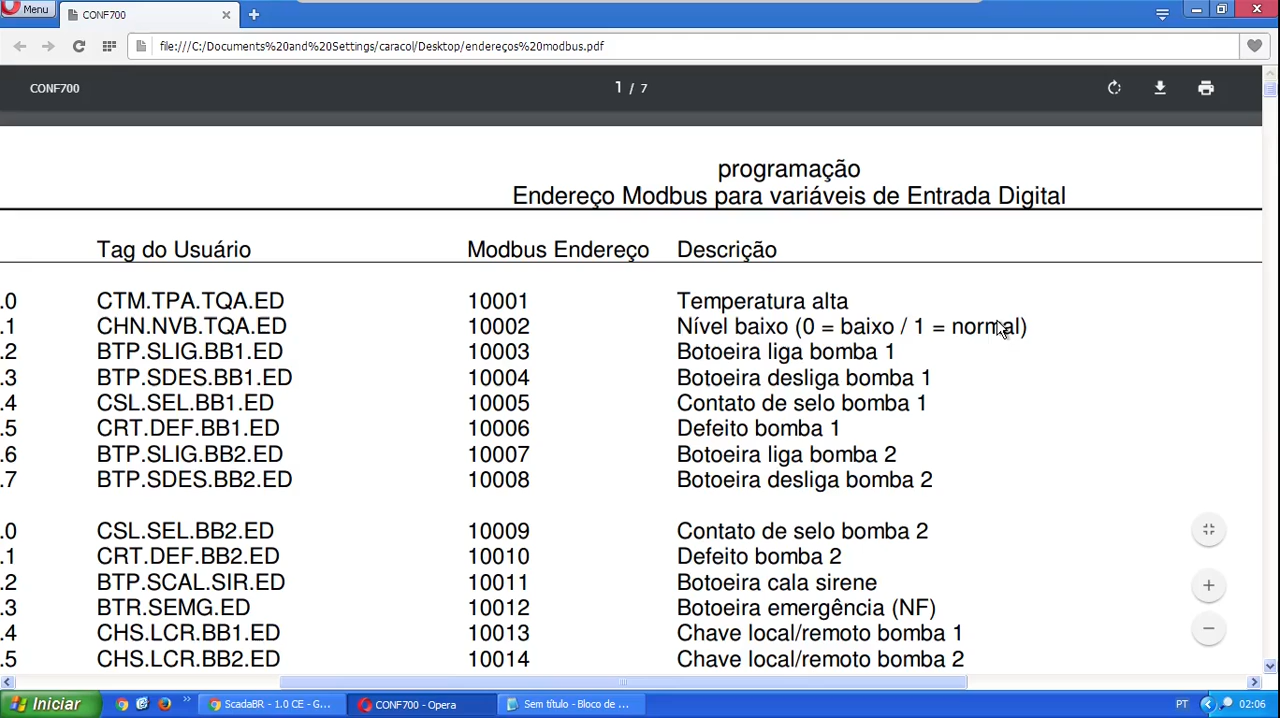 Menu
CONF700
file:///C:/Documents%20and%20Settings/caracol/Desktop/endereços%20modbus.pdf
CONF700
1 / 7
programação
Endereço Modbus para variáveis de Entrada Digital
Tag do Usuário Modbus Endereço Descrição
.0 CTM.TPA.TQA.ED 10001 Temperatura alta
.1 CHN.NVB.TQA.ED 10002 Nível baixo (0 = baixo / 1 = normal)
.2 BTP.SLIG.BB1.ED 10003 Botoeira liga bomba 1
.3 BTP.SDES.BB1.ED 10004 Botoeira desliga bomba 1
.4 CSL.SEL.BB1.ED 10005 Contato de selo bomba 1
.5 CRT.DEF.BB1.ED 10006 Defeito bomba 1
.6 BTP.SLIG.BB2.ED 10007 Botoeira liga bomba 2
.7 BTP.SDES.BB2.ED 10008 Botoeira desliga bomba 2
.0 CSL.SEL.BB2.ED 10009 Contato de selo bomba 2
.1 CRT.DEF.BB2.ED 10010 Defeito bomba 2
.2 BTP.SCAL.SIR.ED 10011 Botoeira cala sirene
.3 BTR.SEMG.ED 10012 Botoeira emergência (NF)
.4 CHS.LCR.BB1.ED 10013 Chave local/remoto bomba 1
.5 CHS.LCR.BB2.ED 10014 Chave local/remoto bomba 2
Iniciar ScadaBR - 1.0 CE - G... CONF700 - Opera Sem título - Bloco de ... PT 02:06